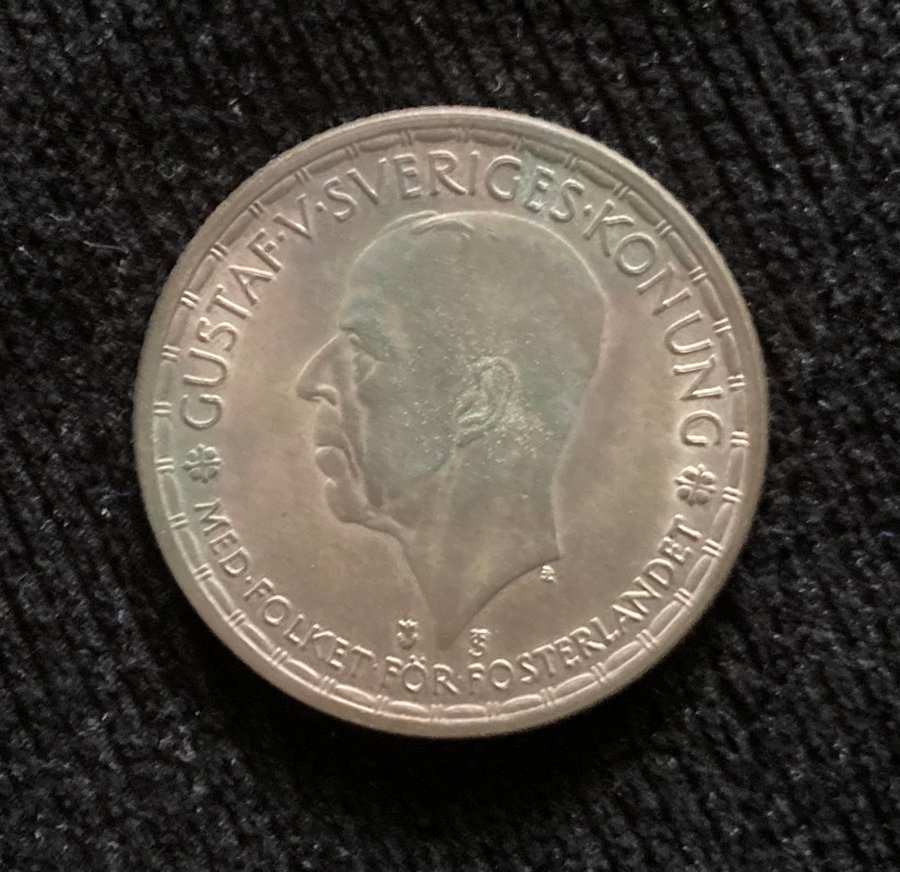 GUSTAF·V·SVERIGES·KONUNG
MED·FOLKET·FÖR·FOSTERLANDET